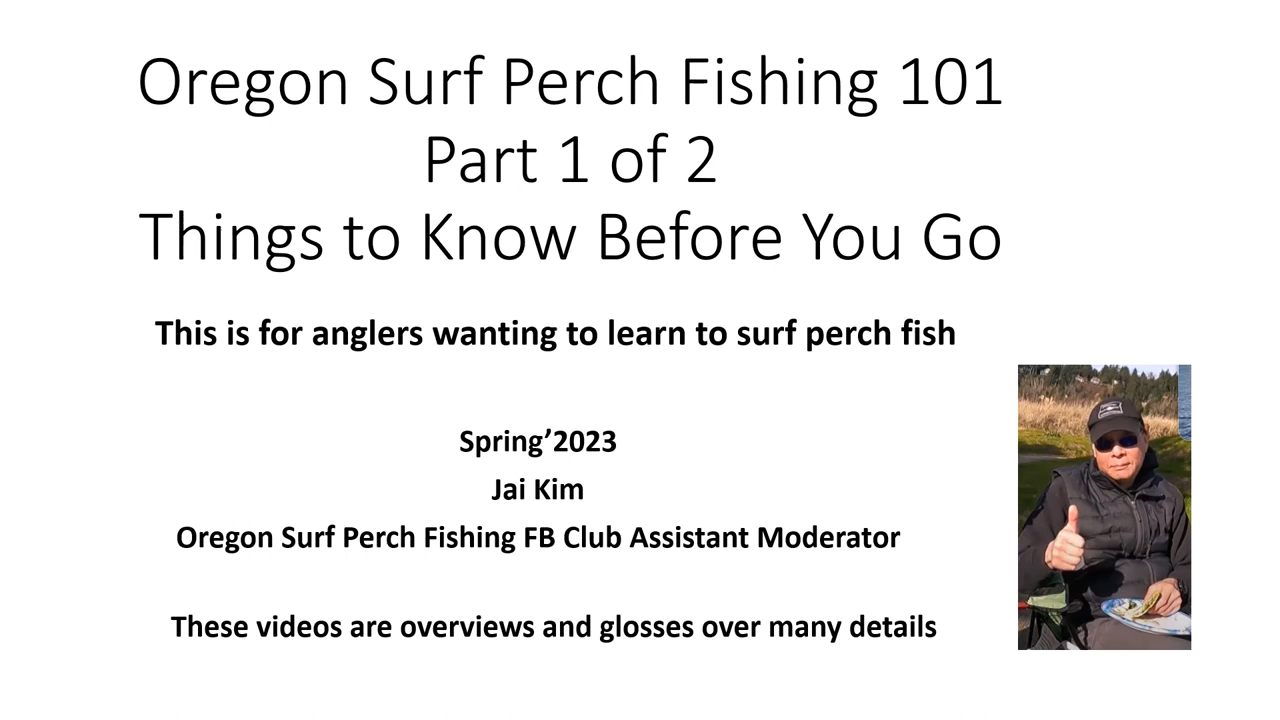 Oregon Surf Perch Fishing 101
Part 1 of 2
Things to Know Before You Go
This is for anglers wanting to learn to surf perch fish
Spring’2023
Jai Kim
Oregon Surf Perch Fishing FB Club Assistant Moderator
These videos are overviews and glosses over many details